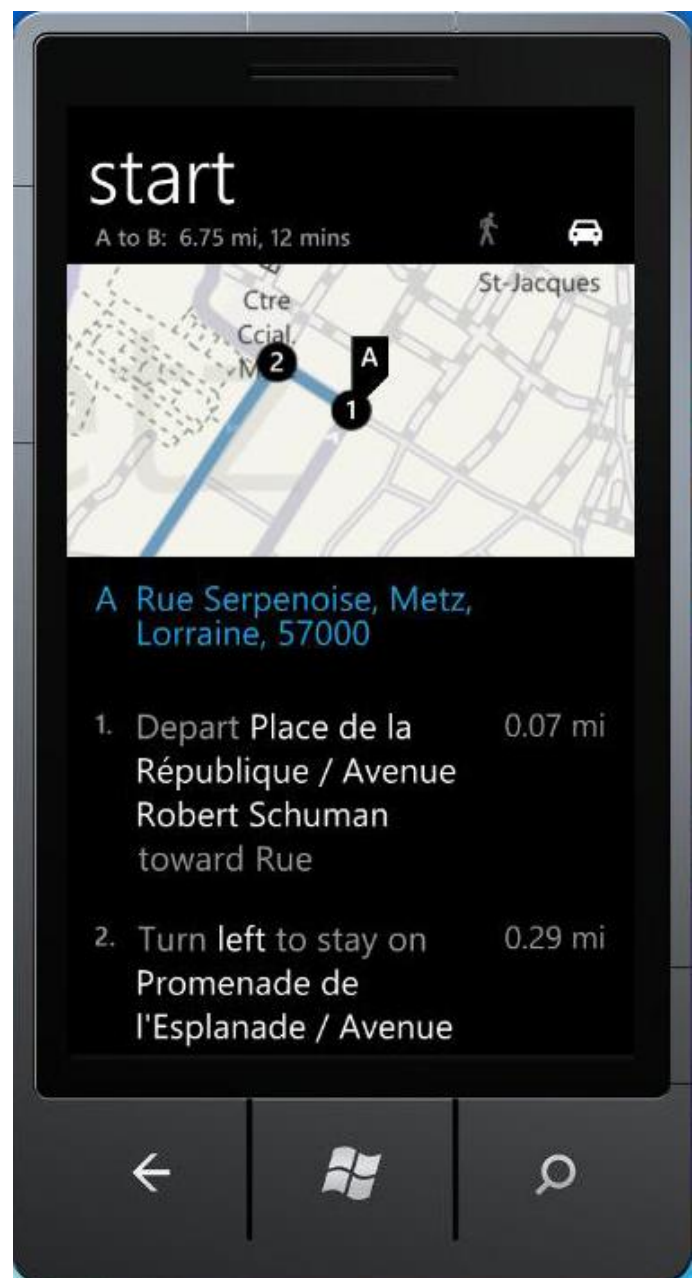 start
A to B: 6.75 mi, 12 mins
St-Jacques
Ctre
Ccial.
A
2
1
A Rue Serpenoise, Metz,
Lorraine, 57000
1. Depart Place de la 0.07 mi
République / Avenue
Robert Schuman
toward Rue
2. Turn left to stay on 0.29 mi
Promenade de
l'Esplanade / Avenue